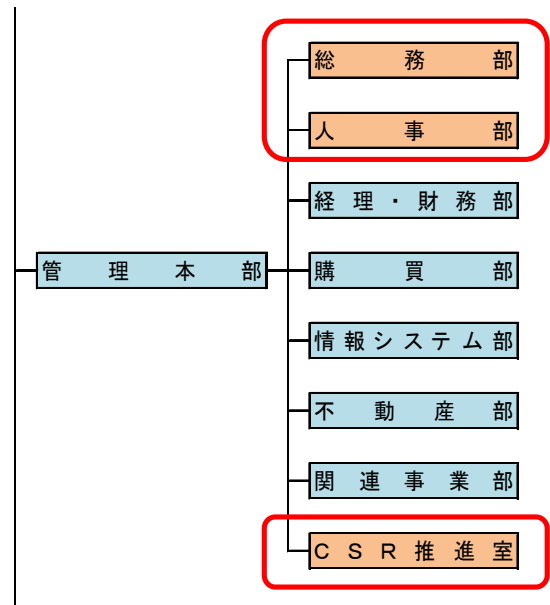 総務部
人事部
経理・財務部
管理本部
購買部
情報システム部
不動産部
関連事業部
CSR推進室